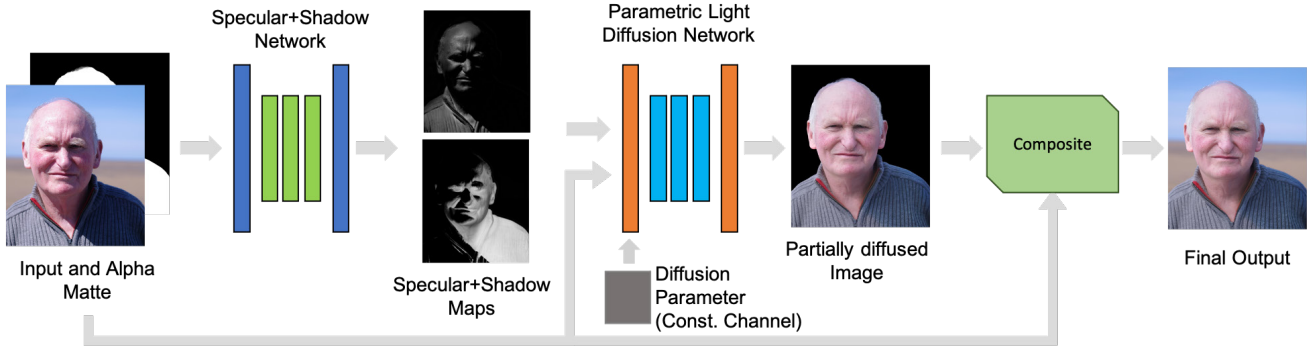 Specular+Shadow
Network
Parametric Light
Diffusion Network
Composite
Input and Alpha
Matte
Specular+Shadow
Maps
Diffusion
Parameter
(Const. Channel)
Partially diffused
Image
Final Output